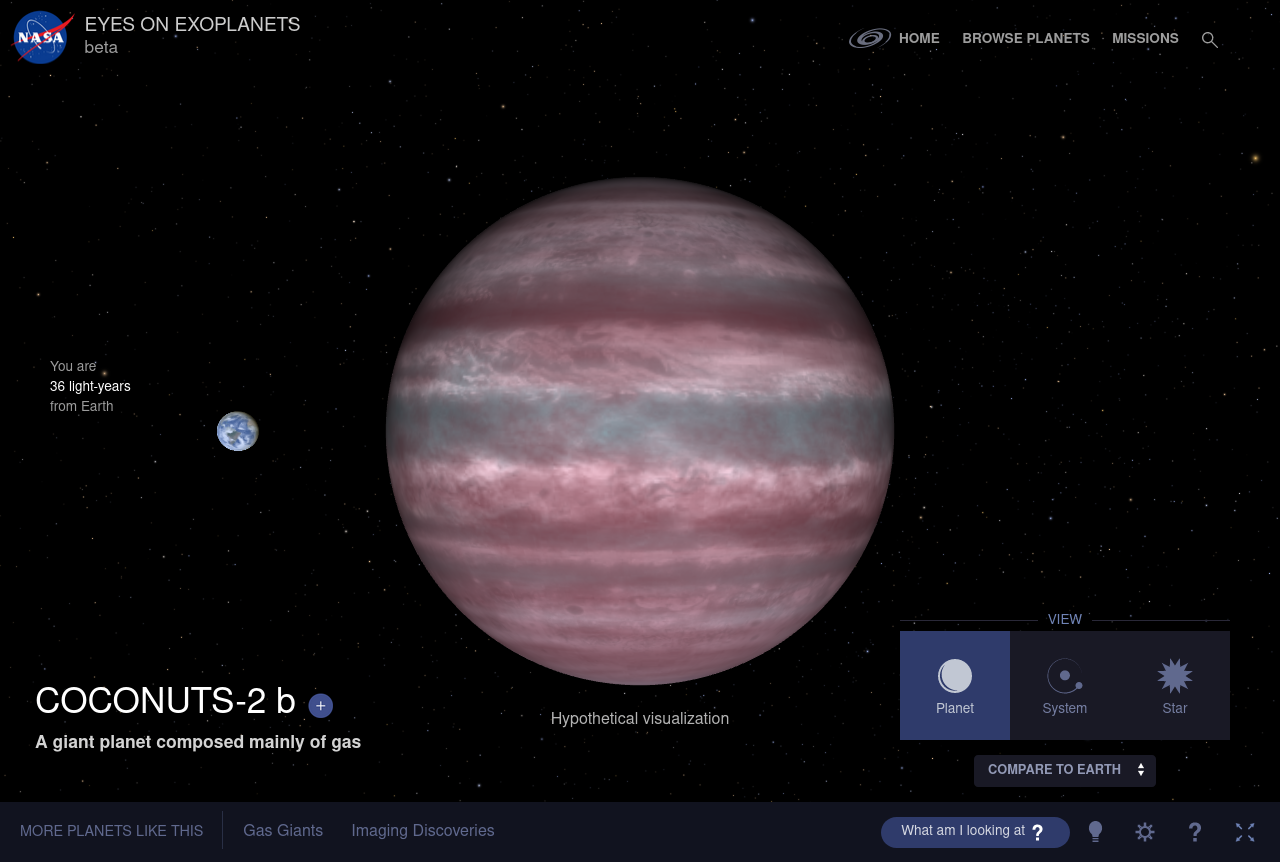 NASA
EYES ON EXOPLANETS
beta
HOME
BROWSE PLANETS
MISSIONS
You are
36 light-years
from Earth
COCONUTS-2 b +
A giant planet composed mainly of gas
Hypothetical visualization
VIEW
Planet
System
Star
COMPARE TO EARTH
MORE PLANETS LIKE THIS
Gas Giants
Imaging Discoveries
What am I looking at ?
?